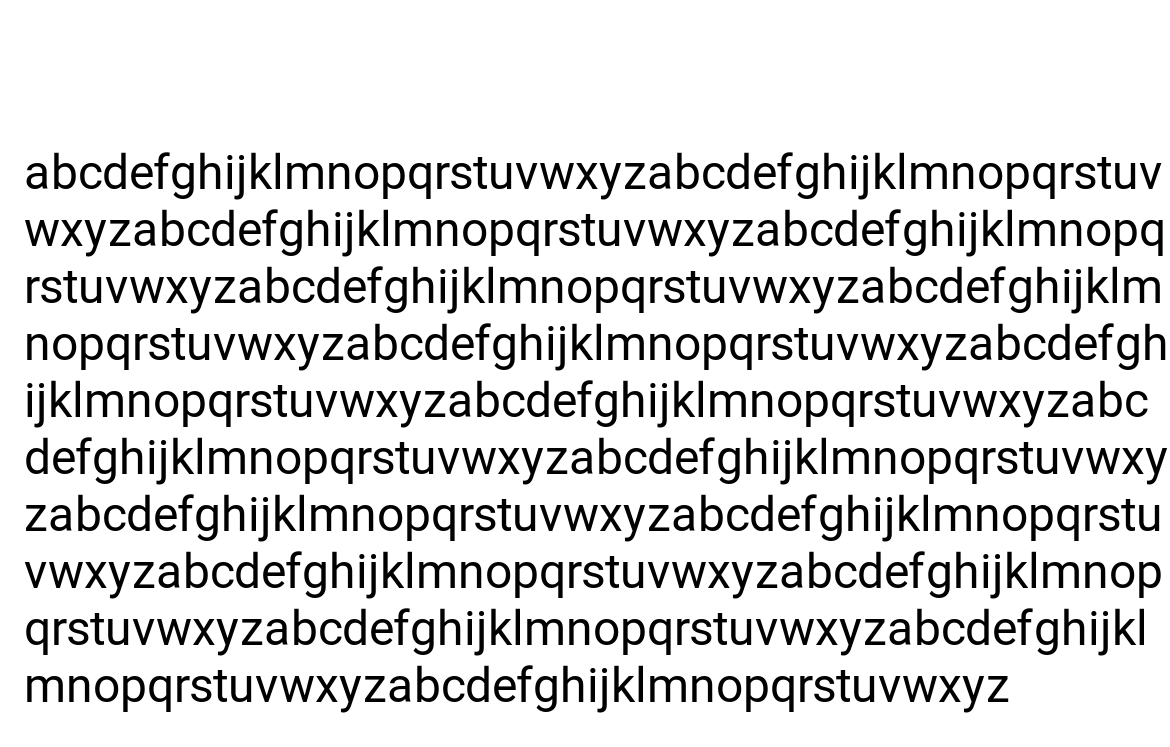 abcdefghijklmnopqrstuvwxyzabcdefghijklmnopqrstuv
wxyzabcdefghijklmnopqrstuvwxyzabcdefghijklmnopq
rstuvwxyzabcdefghijklmnopqrstuvwxyzabcdefghijklm
nopqrstuvwxyzabcdefghijklmnopqrstuvwxyzabcdefgh
ijklmnopqrstuvwxyzabcdefghijklmnopqrstuvwxyzabc
defghijklmnopqrstuvwxyzabcdefghijklmnopqrstuvwxy
zabcdefghijklmnopqrstuvwxyzabcdefghijklmnopqrstu
vwxyzabcdefghijklmnopqrstuvwxyzabcdefghijklmnop
qrstuvwxyzabcdefghijklmnopqrstuvwxyzabcdefghijkl
mnopqrstuvwxyzabcdefghijklmnopqrstuvwxyz